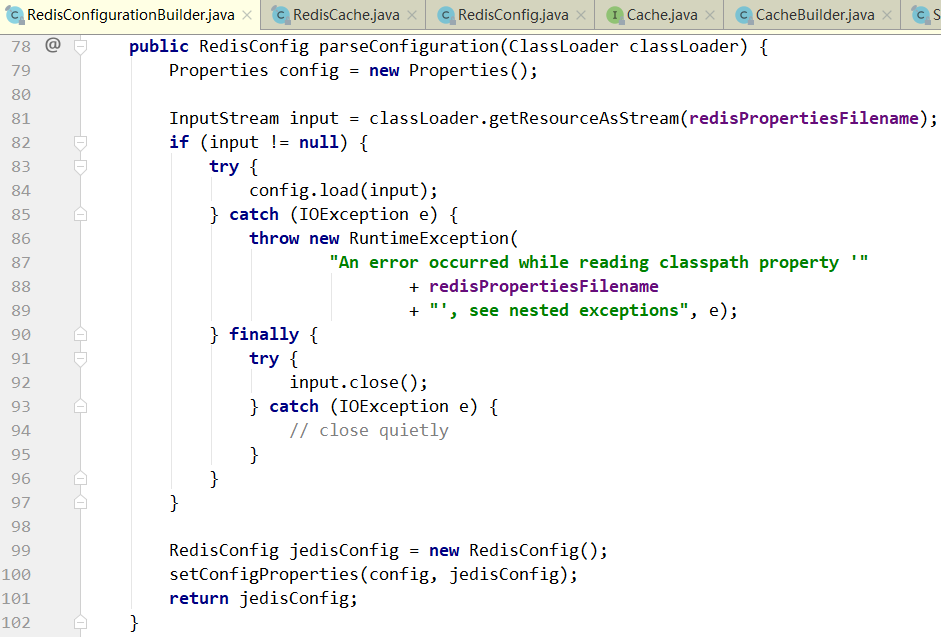 RedisConfigurationBuilder.java × RedisCache.java × RedisConfig.java × Cache.java × CacheBuilder.java ×
78 @ public RedisConfig parseConfiguration(ClassLoader classLoader) {
79 Properties config = new Properties();
80
81 InputStream input = classLoader.getResourceAsStream(redisPropertiesFilename);
82 if (input != null) {
83 try {
84 config.load(input);
85 } catch (IOException e) {
86 throw new RuntimeException(
87 "An error occurred while reading classpath property '"
88 + redisPropertiesFilename
89 + "', see nested exceptions", e);
90 } finally {
91 try {
92 input.close();
93 } catch (IOException e) {
94 // close quietly
95 }
96 }
97 }
98
99 RedisConfig jedisConfig = new RedisConfig();
100 setConfigProperties(config, jedisConfig);
101 return jedisConfig;
102 }